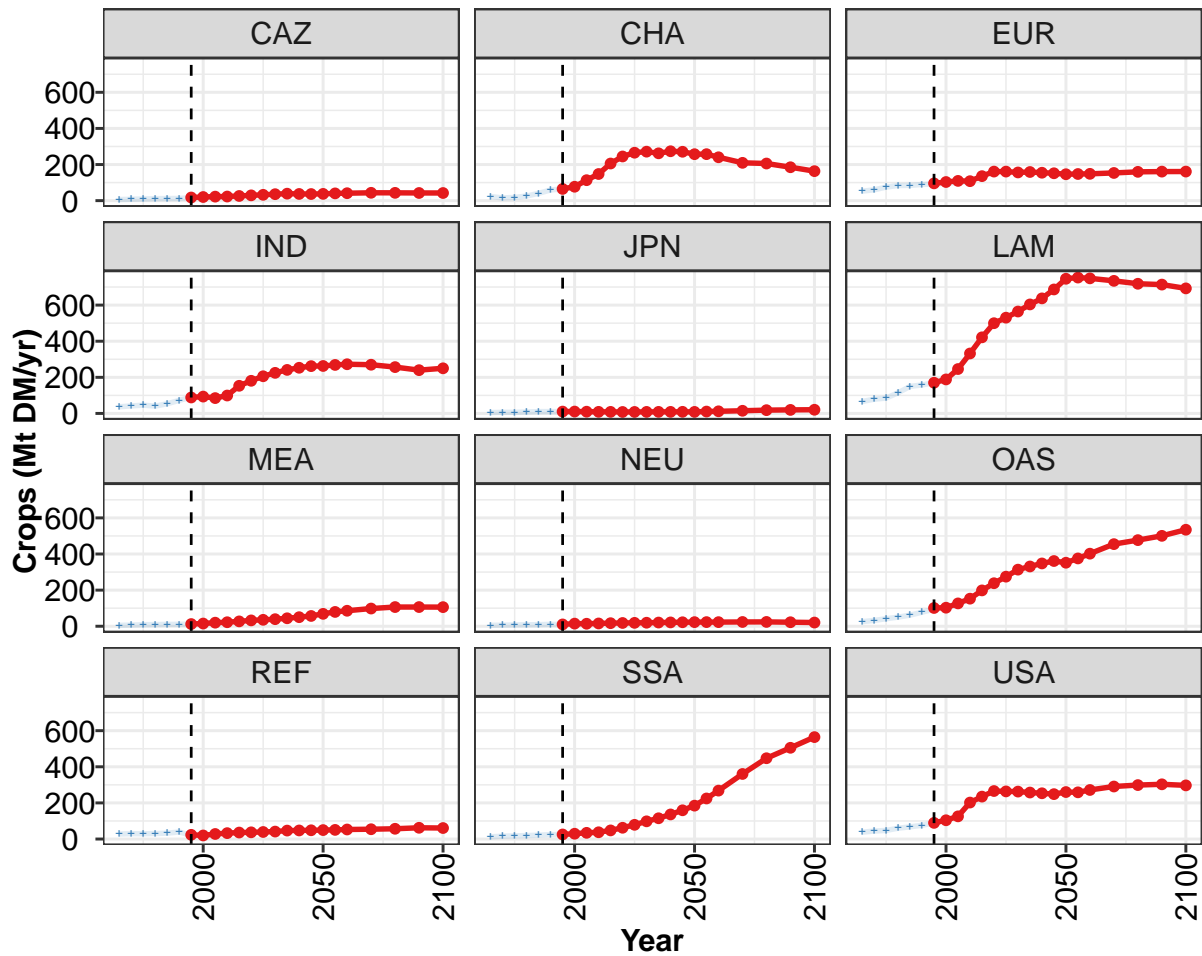 CAZ CHA EUR
600
400
200
0
IND JPN LAM
600
400
200
0
MEA NEU OAS
600
400
200
0
REF SSA USA
600
400
200
0
2000 2050 2100 2000 2050 2100 2000 2050 2100
Year
Crops (Mt DM/yr)